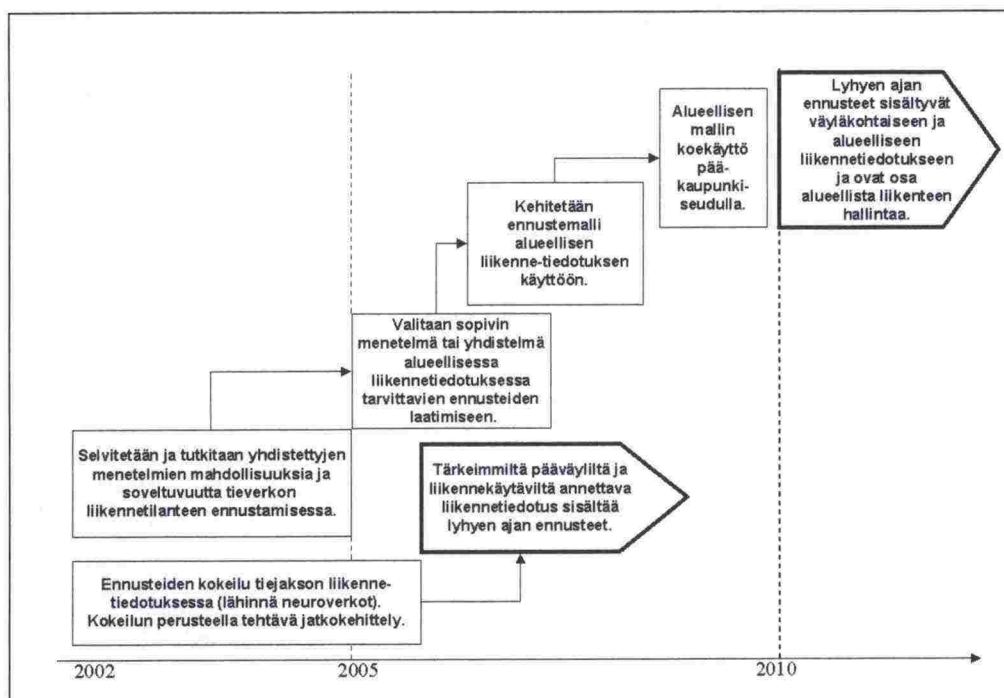 Lyhyen ajan
ennusteet sisältyvät
väyläkohtaiseen ja
alueelliseen
liikennetiedotukseen
ja ovat osa
alueellista liikenteen
hallintaa.
Alueellisen
mallin
koekäyttö
pää-
kaupunki-
seudulla.
Kehitetään
ennustemalli
alueellisen
liikenne-tiedotuksen
käyttöön.
Valitaan sopivin
menetelmä tai yhdistelmä
alueellisessa
liikennetiedotuksessa
tarvittavien ennusteiden
laatimiseen.
Selvitetään ja tutkitaan yhdistettyjen
menetelmien mahdollisuuksia ja
soveltuvuutta tieverkon
liikennetilanteen ennustamisessa.
Tärkeimmiltä pääväyliltä ja
liikennekäytäviltä annettava
liikennetiedotus sisältää
lyhyen ajan ennusteet.
Ennusteiden kokeilu tiejakson liikenne-
tiedotuksessa (lähinnä neuroverkot).
Kokeilun perusteella tehtävä jatkokehittely.
2002
2005
2010